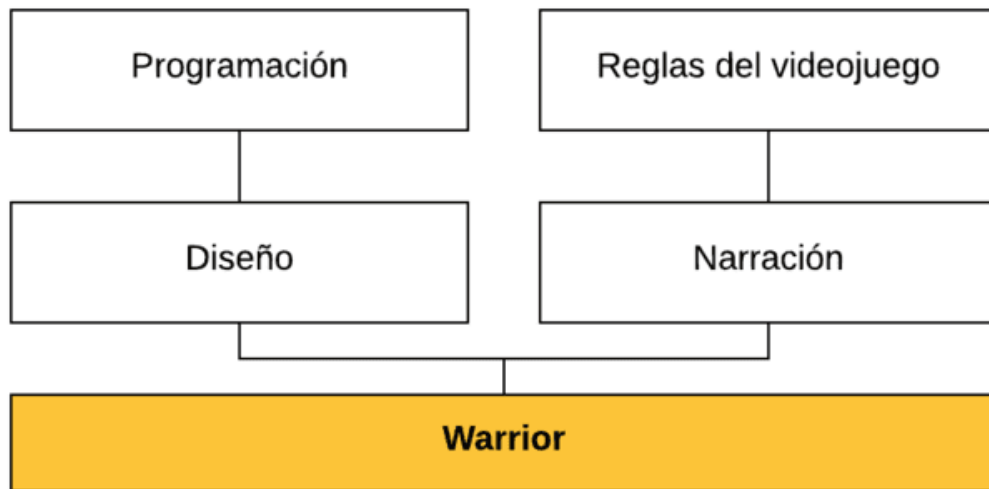 Programación
Reglas del videojuego
Diseño
Narración
Warrior